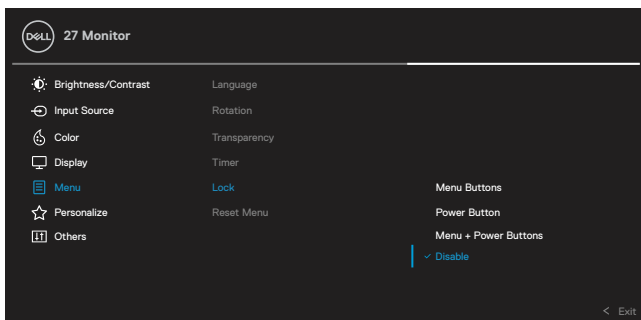 DELL 27 Monitor
Brightness/Contrast Language
Input Source Rotation
Color Transparency
Display Timer
Menu Lock Menu Buttons
Personalize Reset Menu Power Button
Others Menu + Power Buttons
Disable
< Exit